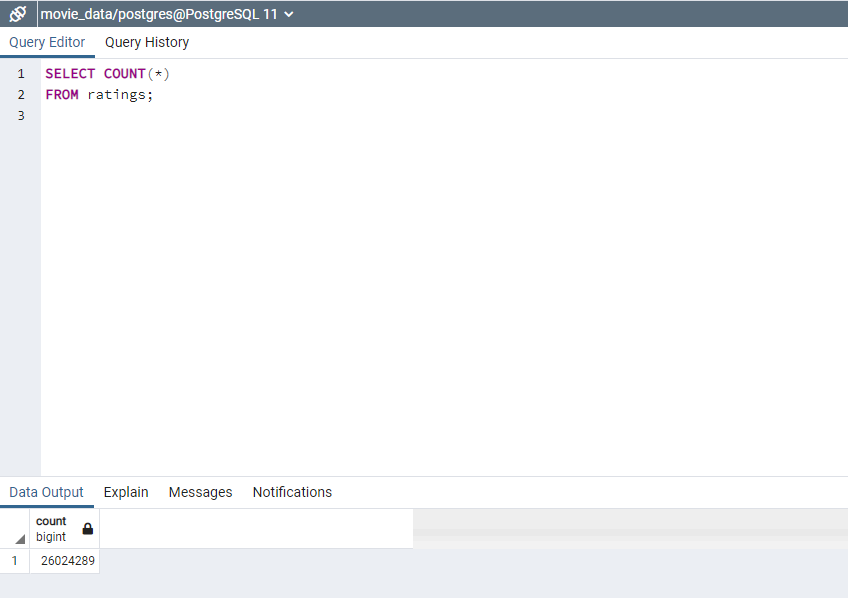 movie_data/postgres@PostgreSQL 11
Query Editor Query History
1 SELECT COUNT(*)
2 FROM ratings;
3
Data Output Explain Messages Notifications
count
bigint
1 26024289